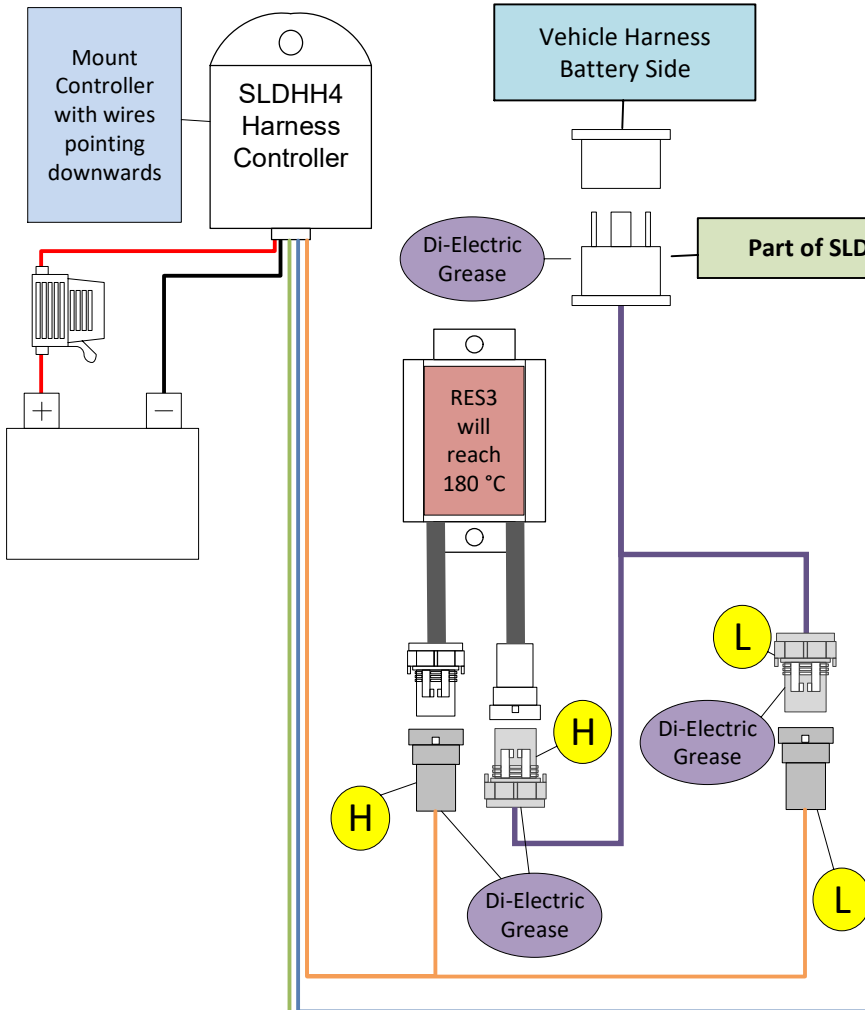 Mount
Controller
with wires
pointing
downwards
SLDHH4
Harness
Controller
Vehicle Harness
Battery Side
Di-Electric
Grease
Part of SLD
+
−
RES3
will
reach
180 °C
L
H
Di-Electric
Grease
H
Di-Electric
Grease
L